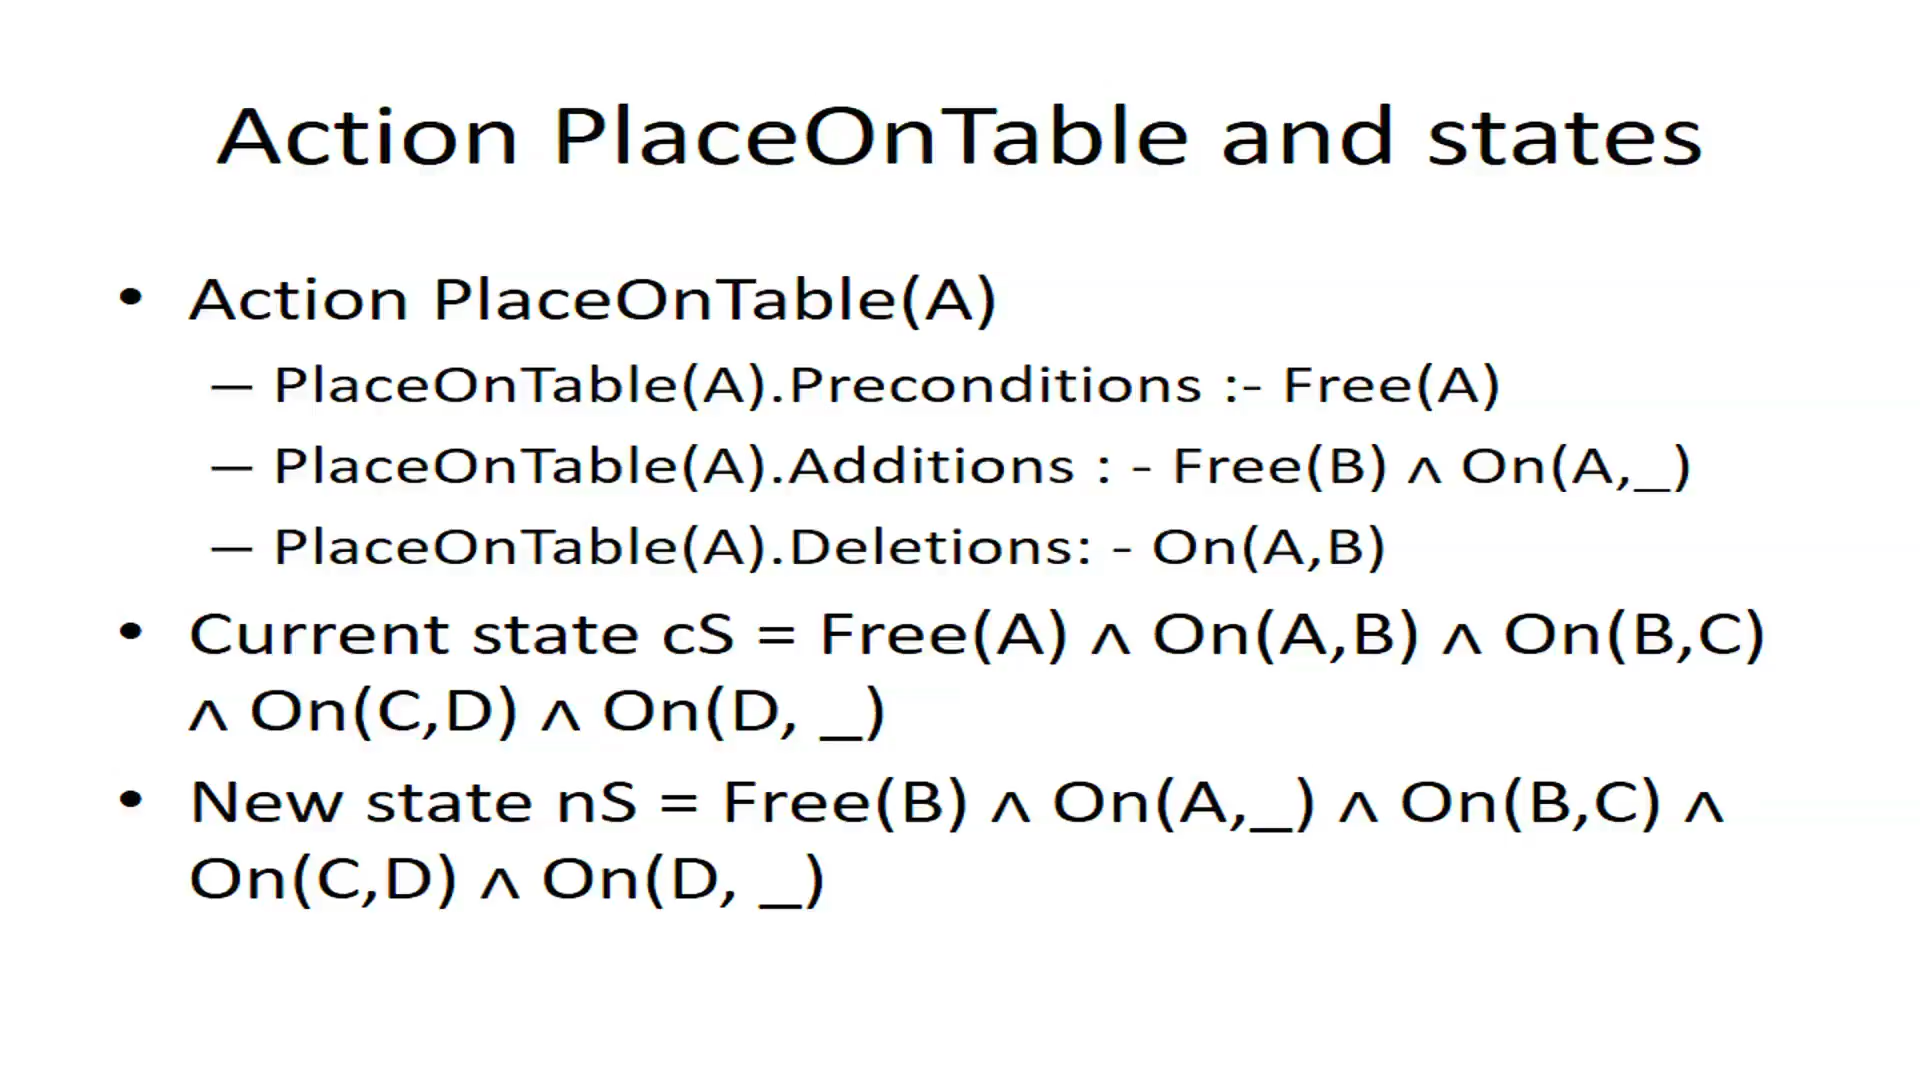 Action PlaceOnTable and states
• Action PlaceOnTable(A)
– PlaceOnTable(A).Preconditions :- Free(A)
– PlaceOnTable(A).Additions : - Free(B) ∧ On(A,_)
– PlaceOnTable(A).Deletions: - On(A,B)
• Current state cS = Free(A) ∧ On(A,B) ∧ On(B,C)
∧ On(C,D) ∧ On(D, _)
• New state nS = Free(B) ∧ On(A,_) ∧ On(B,C) ∧
On(C,D) ∧ On(D, _)